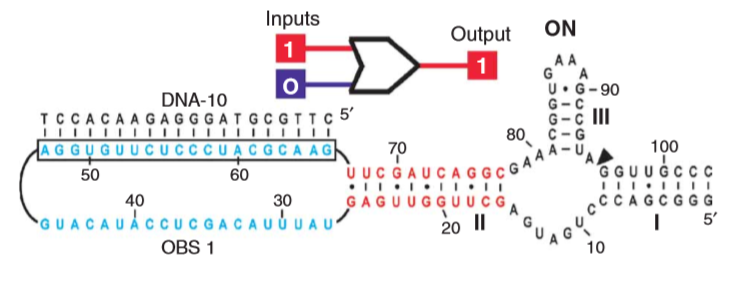 Inputs
ON
Output
1
1
O
A A
G A
U G – 90
G C
G C
III
C G
A U
DNA-10
T C C A C A A G A G G G A T G C G T T C 5′
A G G U G U U C U C C C U A C G C A A G
50 60
70 80 100
U U C G A U C A G G C G A A A
A G G U U G C C C
G A G U U G G U U C G A G U A G U C C C A G C G G G
20 II 10 I 5′
40 30
G U A C A U A C C U C G A C A U U U A U
OBS 1